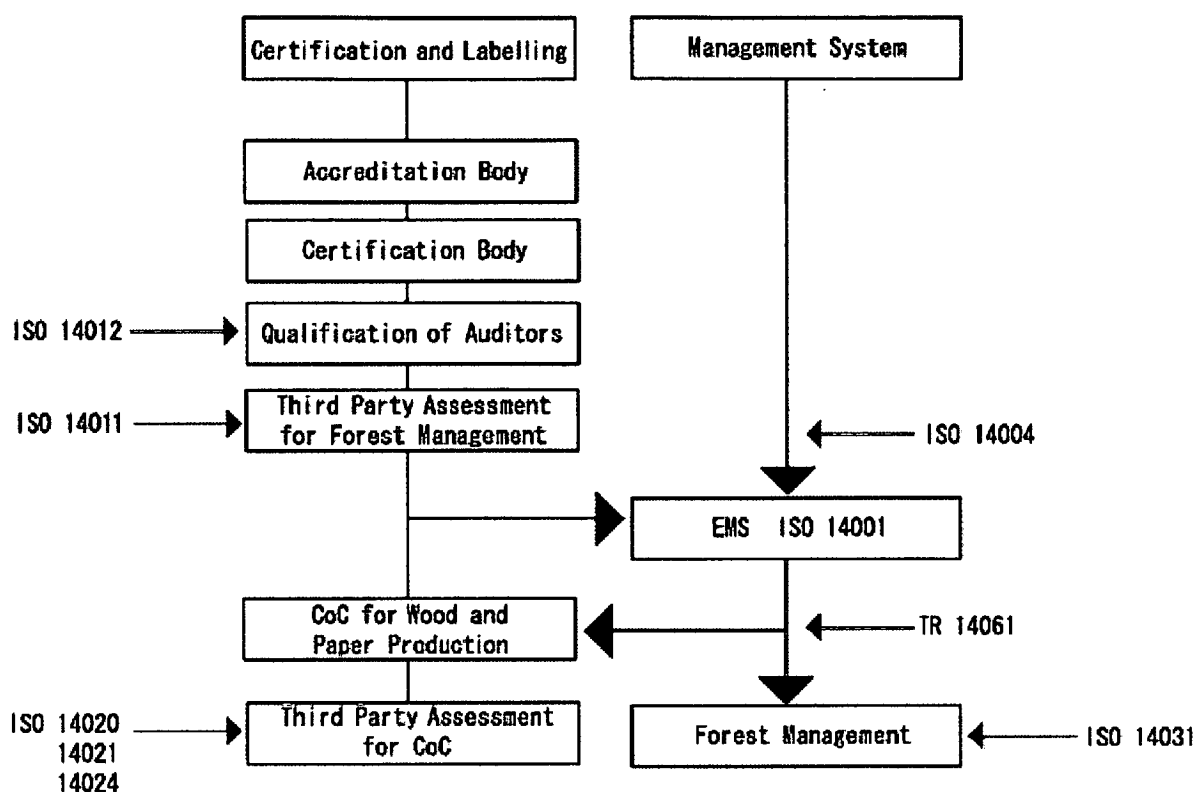 Certification and Labelling
Management System
Accreditation Body
Certification Body
ISO 14012
Qualification of Auditors
ISO 14011
Third Party Assessment
for Forest Management
ISO 14004
EMS ISO 14001
CoC for Wood and
Paper Production
TR 14061
ISO 14020
14021
14024
Third Party Assessment
for CoC
Forest Management
ISO 14031